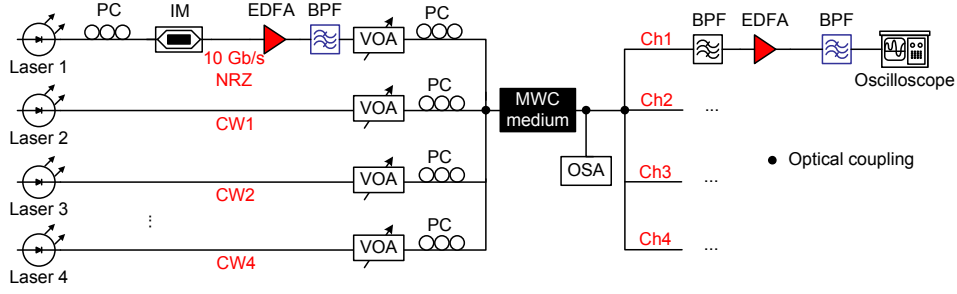 PC IM EDFA BPF PC
VOA
Laser 1
10 Gb/s
NRZ
Ch1 BPF EDFA BPF
Oscilloscope
PC
VOA
Laser 2
CW1
MWC
medium
Ch2 ...
PC
VOA
Laser 3
CW2
OSA
Ch3 ...
Optical coupling
...
PC
VOA
Laser 4
CW4
Ch4 ...